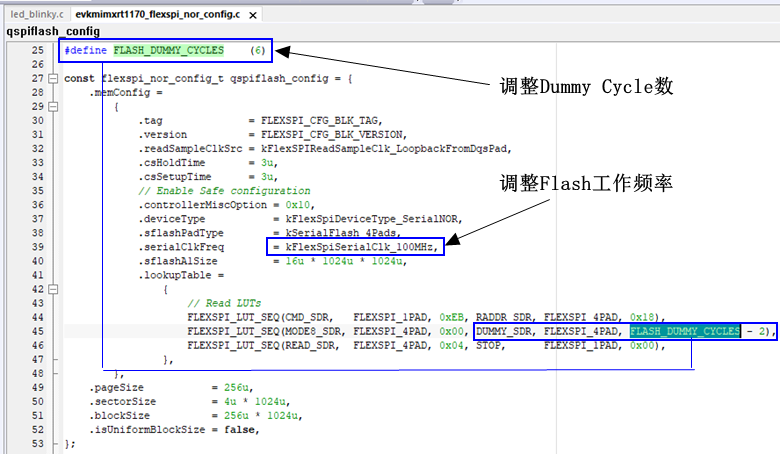 led_blinky.c evkmimxrt1170_flexspi_nor_config.c
qspiflash_config
25 #define FLASH_DUMMY_CYCLES (6)
26
27 const flexspi_nor_config_t qspiflash_config = {
调整Dummy Cycle数
28 .memConfig =
29 {
30 .tag = FLEXSPI_CFG_BLK_TAG,
31 .version = FLEXSPI_CFG_BLK_VERSION,
32 .readSampleClkSrc = kFlexSPIReadSampleClk_LoopbackFromDqsPad,
33 .csHoldTime = 3u,
34 .csSetupTime = 3u,
调整Flash工作频率
35 // Enable Safe configuration
36 .controllerMiscOption = 0x10,
37 .deviceType = kFlexSpiDeviceType_SerialNOR,
38 .sflashPadType = kSerialFlash_4Pads,
39 .serialClkFreq = kFlexSpiSerialClk_100MHz,
40 .sflashA1Size = 16u * 1024u * 1024u,
41 .lookupTable =
42 {
43 // Read LUTs
44 FLEXSPI_LUT_SEQ(CMD_SDR, FLEXSPI_1PAD, 0xEB, RADDR_SDR, FLEXSPI_4PAD, 0x18),
45 FLEXSPI_LUT_SEQ(MODE8_SDR, FLEXSPI_4PAD, 0x00, DUMMY_SDR, FLEXSPI_4PAD, FLASH_DUMMY_CYCLES - 2),
46 FLEXSPI_LUT_SEQ(READ_SDR, FLEXSPI_4PAD, 0x04, STOP, FLEXSPI_1PAD, 0x00),
47 },
48 },
49 .pageSize = 256u,
50 .sectorSize = 4u * 1024u,
51 .blockSize = 256u * 1024u,
52 .isUniformBlockSize = false,
53 };